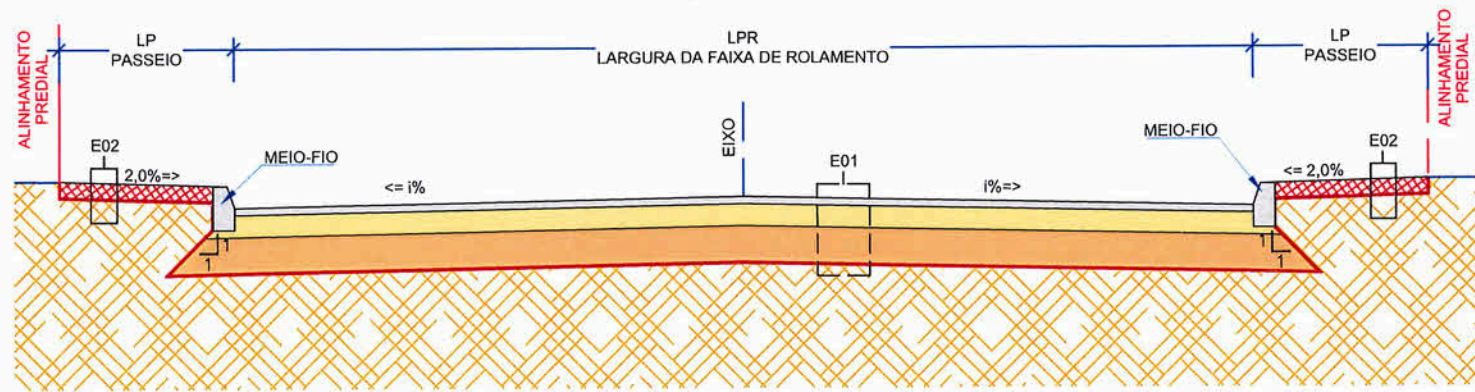 ALINHAMENTO
PREDIAL
LP
PASSEIO
LPR
LARGURA DA FAIXA DE ROLAMENTO
LP
PASSEIO
ALINHAMENTO
PREDIAL
E02
2,0%=>
MEIO-FIO
<= i%
EIXO
E01
i%=>
MEIO-FIO
<= 2,0%
E02
1
1
1
1